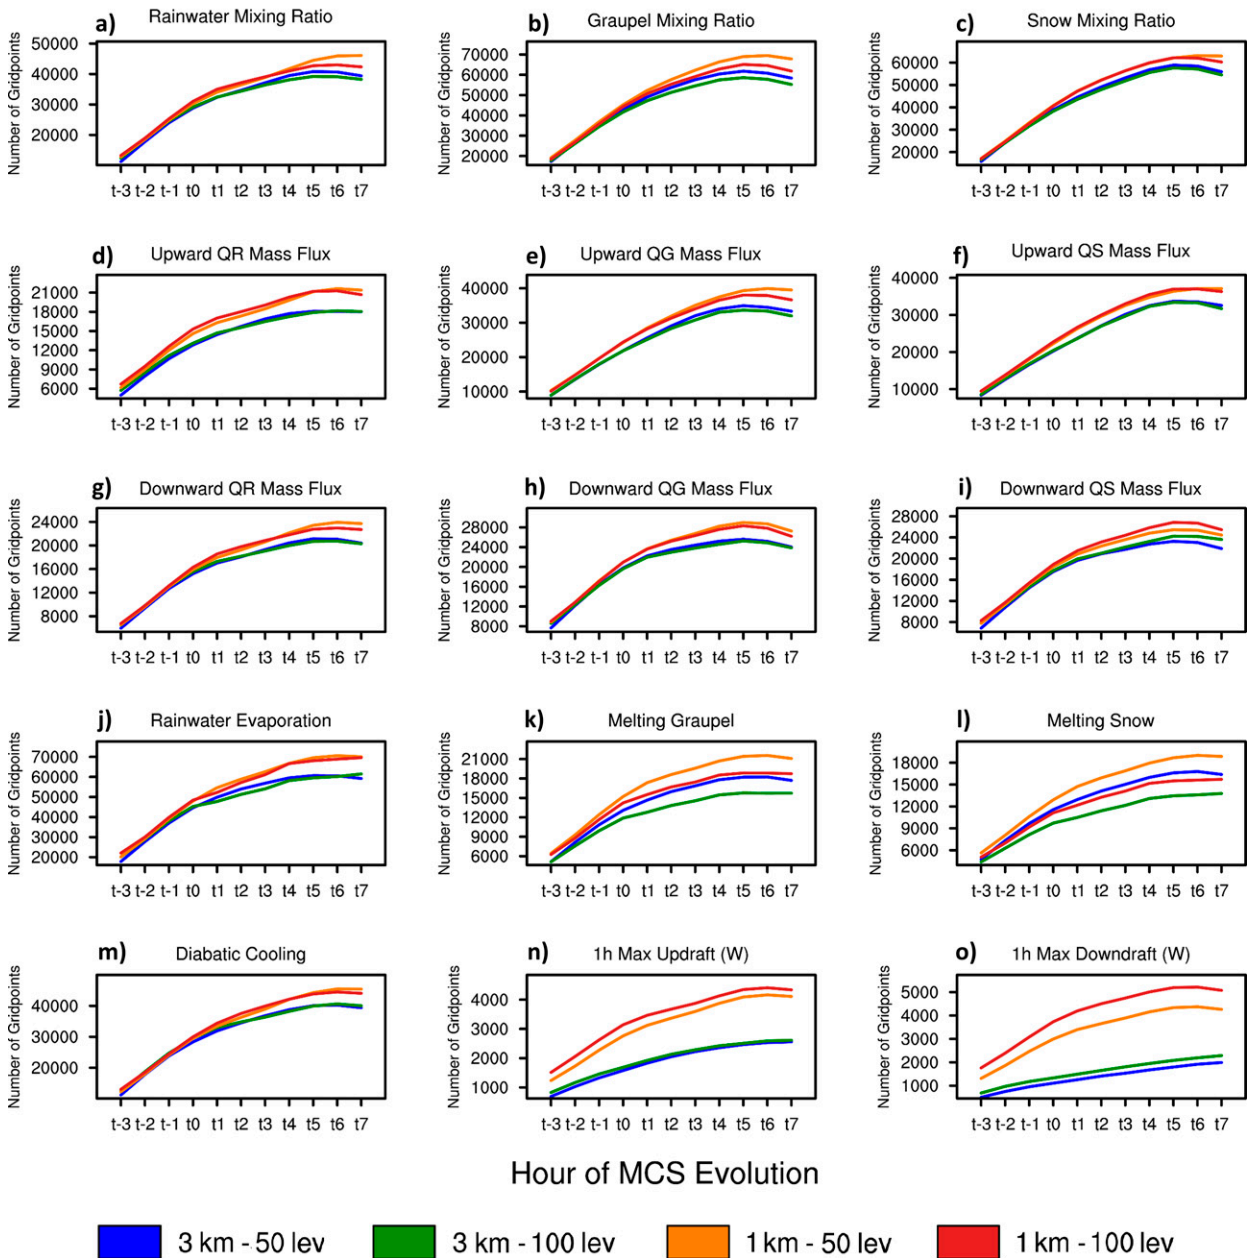 a) Rainwater Mixing Ratio
Number of Gridpoints
50000
40000
30000
20000
t-3 t-2 t-1 t0 t1 t2 t3 t4 t5 t6 t7
b) Graupel Mixing Ratio
Number of Gridpoints
70000
60000
50000
40000
30000
20000
t-3 t-2 t-1 t0 t1 t2 t3 t4 t5 t6 t7
c) Snow Mixing Ratio
Number of Gridpoints
60000
50000
40000
30000
20000
t-3 t-2 t-1 t0 t1 t2 t3 t4 t5 t6 t7
d) Upward QR Mass Flux
Number of Gridpoints
21000
18000
15000
12000
9000
6000
t-3 t-2 t-1 t0 t1 t2 t3 t4 t5 t6 t7
e) Upward QG Mass Flux
Number of Gridpoints
40000
30000
20000
10000
t-3 t-2 t-1 t0 t1 t2 t3 t4 t5 t6 t7
f) Upward QS Mass Flux
Number of Gridpoints
40000
30000
20000
10000
t-3 t-2 t-1 t0 t1 t2 t3 t4 t5 t6 t7
g) Downward QR Mass Flux
Number of Gridpoints
24000
20000
16000
12000
8000
t-3 t-2 t-1 t0 t1 t2 t3 t4 t5 t6 t7
h) Downward QG Mass Flux
Number of Gridpoints
28000
24000
20000
16000
12000
8000
t-3 t-2 t-1 t0 t1 t2 t3 t4 t5 t6 t7
i) Downward QS Mass Flux
Number of Gridpoints
28000
24000
20000
16000
12000
8000
t-3 t-2 t-1 t0 t1 t2 t3 t4 t5 t6 t7
j) Rainwater Evaporation
Number of Gridpoints
70000
60000
50000
40000
30000
20000
t-3 t-2 t-1 t0 t1 t2 t3 t4 t5 t6 t7
k) Melting Graupel
Number of Gridpoints
21000
18000
15000
12000
9000
6000
t-3 t-2 t-1 t0 t1 t2 t3 t4 t5 t6 t7
l) Melting Snow
Number of Gridpoints
18000
15000
12000
9000
6000
t-3 t-2 t-1 t0 t1 t2 t3 t4 t5 t6 t7
m) Diabatic Cooling
Number of Gridpoints
40000
30000
20000
t-3 t-2 t-1 t0 t1 t2 t3 t4 t5 t6 t7
n) 1h Max Updraft (W)
Number of Gridpoints
4000
3000
2000
1000
t-3 t-2 t-1 t0 t1 t2 t3 t4 t5 t6 t7
o) 1h Max Downdraft (W)
Number of Gridpoints
5000
4000
3000
2000
1000
t-3 t-2 t-1 t0 t1 t2 t3 t4 t5 t6 t7
Hour of MCS Evolution
3 km - 50 lev
3 km - 100 lev
1 km - 50 lev
1 km - 100 lev